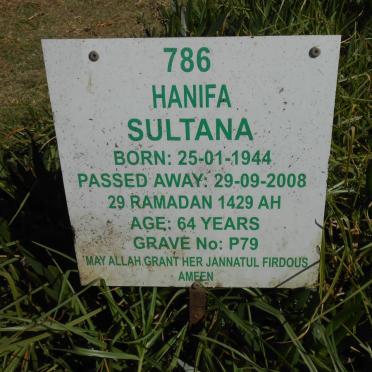 786
HANIFA
SULTANA
BORN: 25-01-1944
PASSED AWAY: 29-09-2008
29 RAMADAN 1429 AH
AGE: 64 YEARS
GRAVE No: P79
MAY ALLAH GRANT HER JANNATUL FIRDOUS
AMEEN